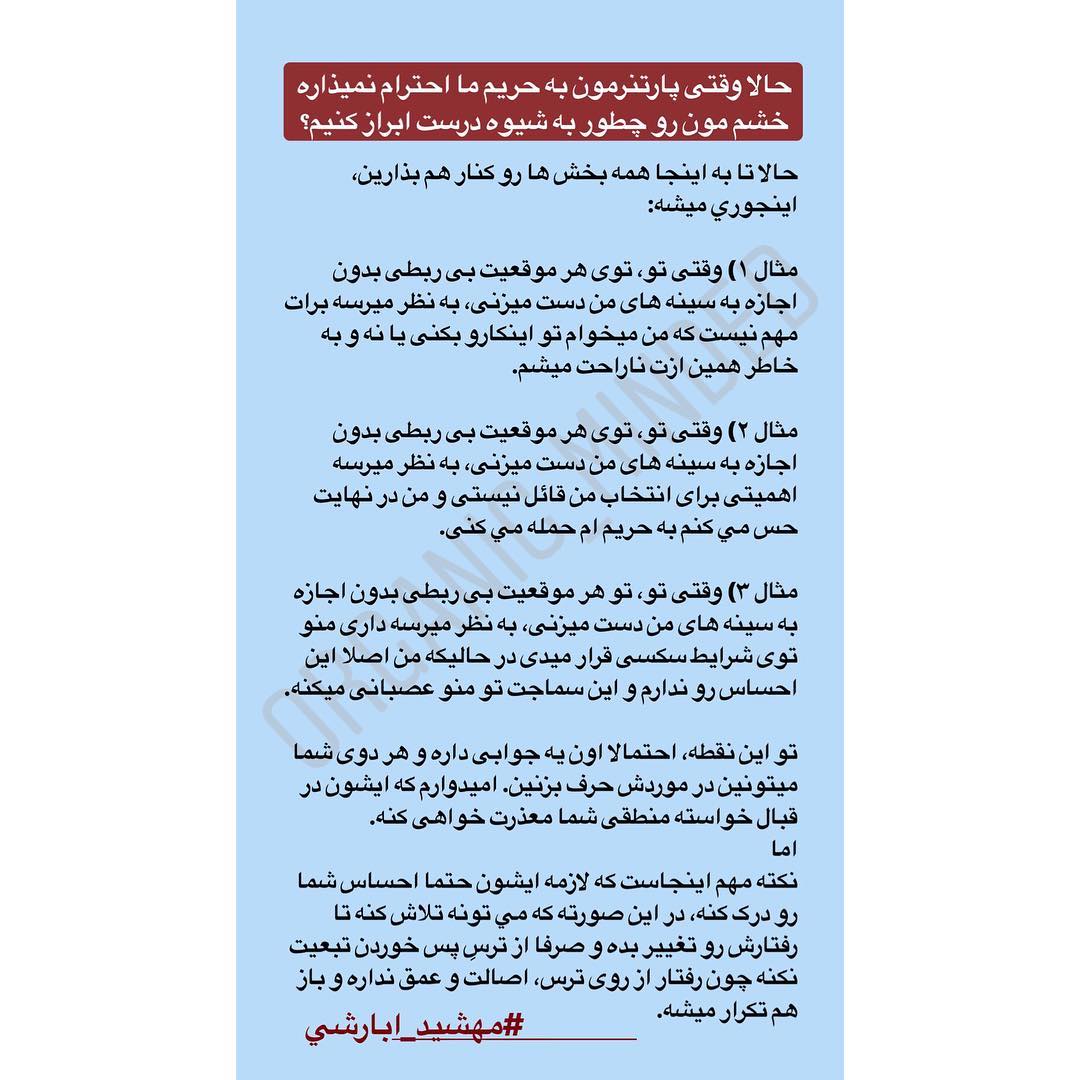 حالا وقتی پارتنرمون به حریم ما احترام نمیذاره
خشم مون رو چطور به شیوه درست ابراز کنیم؟
حالا تا به اینجا همه بخش ها رو کنار هم بذارین،
اینجوري میشه:
مثال ۱) وقتی تو، توی هر موقعیت بی ربطی بدون
اجازه به سینه های من دست میزنی، به نظر میرسه برات
مهم نیست که من میخوام تو اینکارو بکنی یا نه و به
خاطر همین ازت ناراحت میشم.
مثال ۲) وقتی تو، توی هر موقعیت بی ربطی بدون
اجازه به سینه های من دست میزنی، به نظر میرسه
اهمیتی برای انتخاب من قائل نیستی و من در نهایت
حس مي کنم به حریم ام حمله مي کنی.
مثال ۳) وقتی تو، تو هر موقعیت بی ربطی بدون اجازه
به سینه های من دست میزنی، به نظر میرسه داری منو
توی شرایط سکسی قرار میدی در حالیکه من اصلا این
احساس رو ندارم و این سماجت تو منو عصبانی میکنه.
تو این نقطه، احتمالا اون یه جوابی داره و هر دوی شما
میتونین در موردش حرف بزنین. امیدوارم که ایشون در
قبال خواسته منطقی شما معذرت خواهی کنه.
اما
نکته مهم اینجاست که لازمه ایشون حتما احساس شما
رو درک کنه، در این صورته که مي تونه تلاش کنه تا
رفتارش رو تغییر بده و صرفا از ترسِ پس خوردن تبعیت
نکنه چون رفتار از روی ترس، اصالت و عمق نداره و باز
هم تکرار میشه.
#مهشید_ابارشي
ORGANIC_MINDED